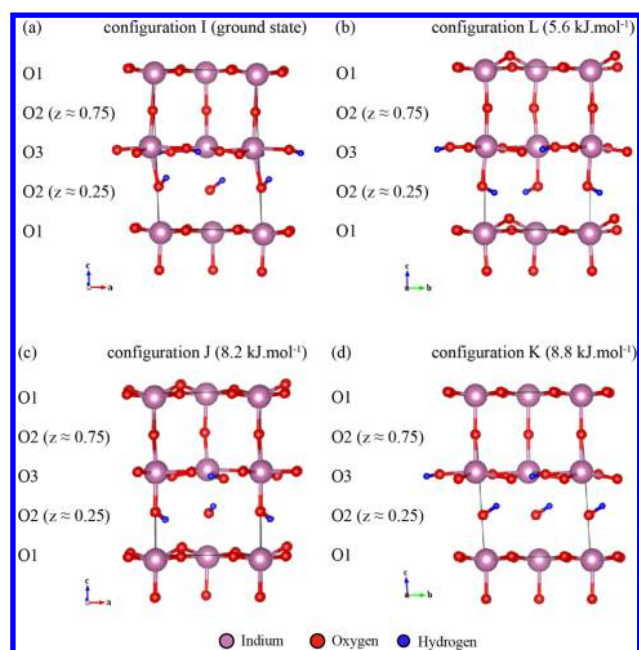 (a) configuration I (ground state)
O1
O2 (z ≈ 0.75)
O3
O2 (z ≈ 0.25)
O1
c
a
(b) configuration L (5.6 kJ.mol⁻¹)
O1
O2 (z ≈ 0.75)
O3
O2 (z ≈ 0.25)
O1
c
b
(c) configuration J (8.2 kJ.mol⁻¹)
O1
O2 (z ≈ 0.75)
O3
O2 (z ≈ 0.25)
O1
c
a
(d) configuration K (8.8 kJ.mol⁻¹)
O1
O2 (z ≈ 0.75)
O3
O2 (z ≈ 0.25)
O1
c
b
Indium Oxygen Hydrogen